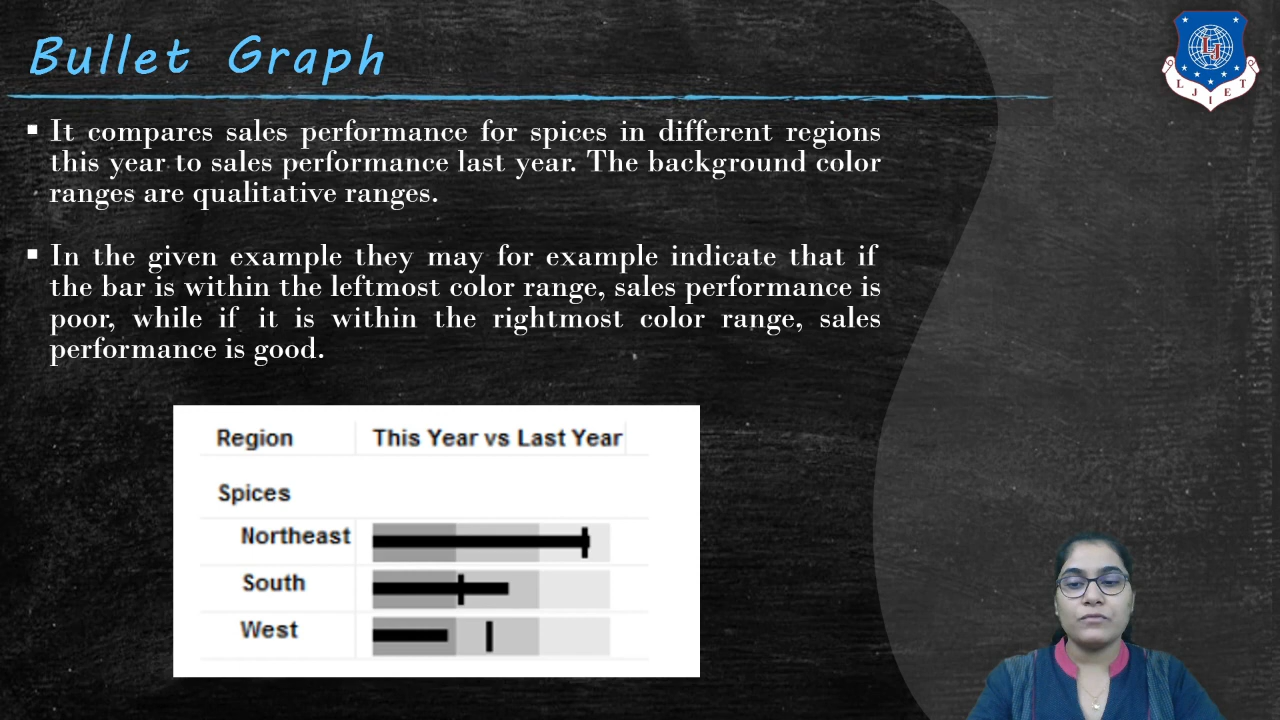 Bullet Graph
It compares sales performance for spices in different regions
this year to sales performance last year. The background color
ranges are qualitative ranges.
In the given example they may for example indicate that if
the bar is within the leftmost color range, sales performance is
poor, while if it is within the rightmost color range, sales
performance is good.
Region This Year vs Last Year
Spices
Northeast
South
West
LJ
L J I E T